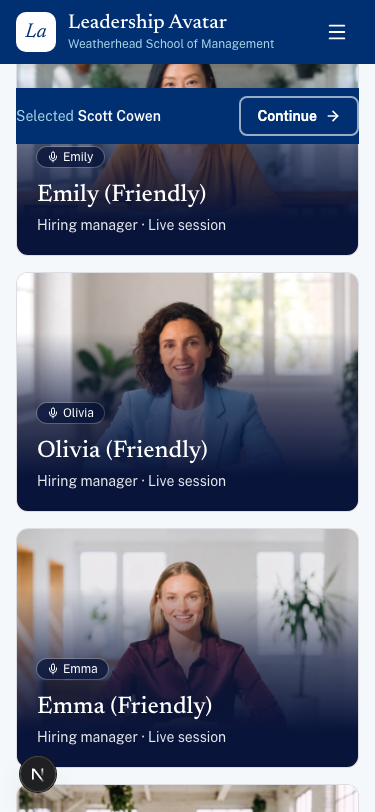 La
Leadership Avatar
Weatherhead School of Management
Selected Scott Cowen
Continue
Emily
Emily (Friendly)
Hiring manager · Live session
Olivia
Olivia (Friendly)
Hiring manager · Live session
Emma
Emma (Friendly)
Hiring manager · Live session
N